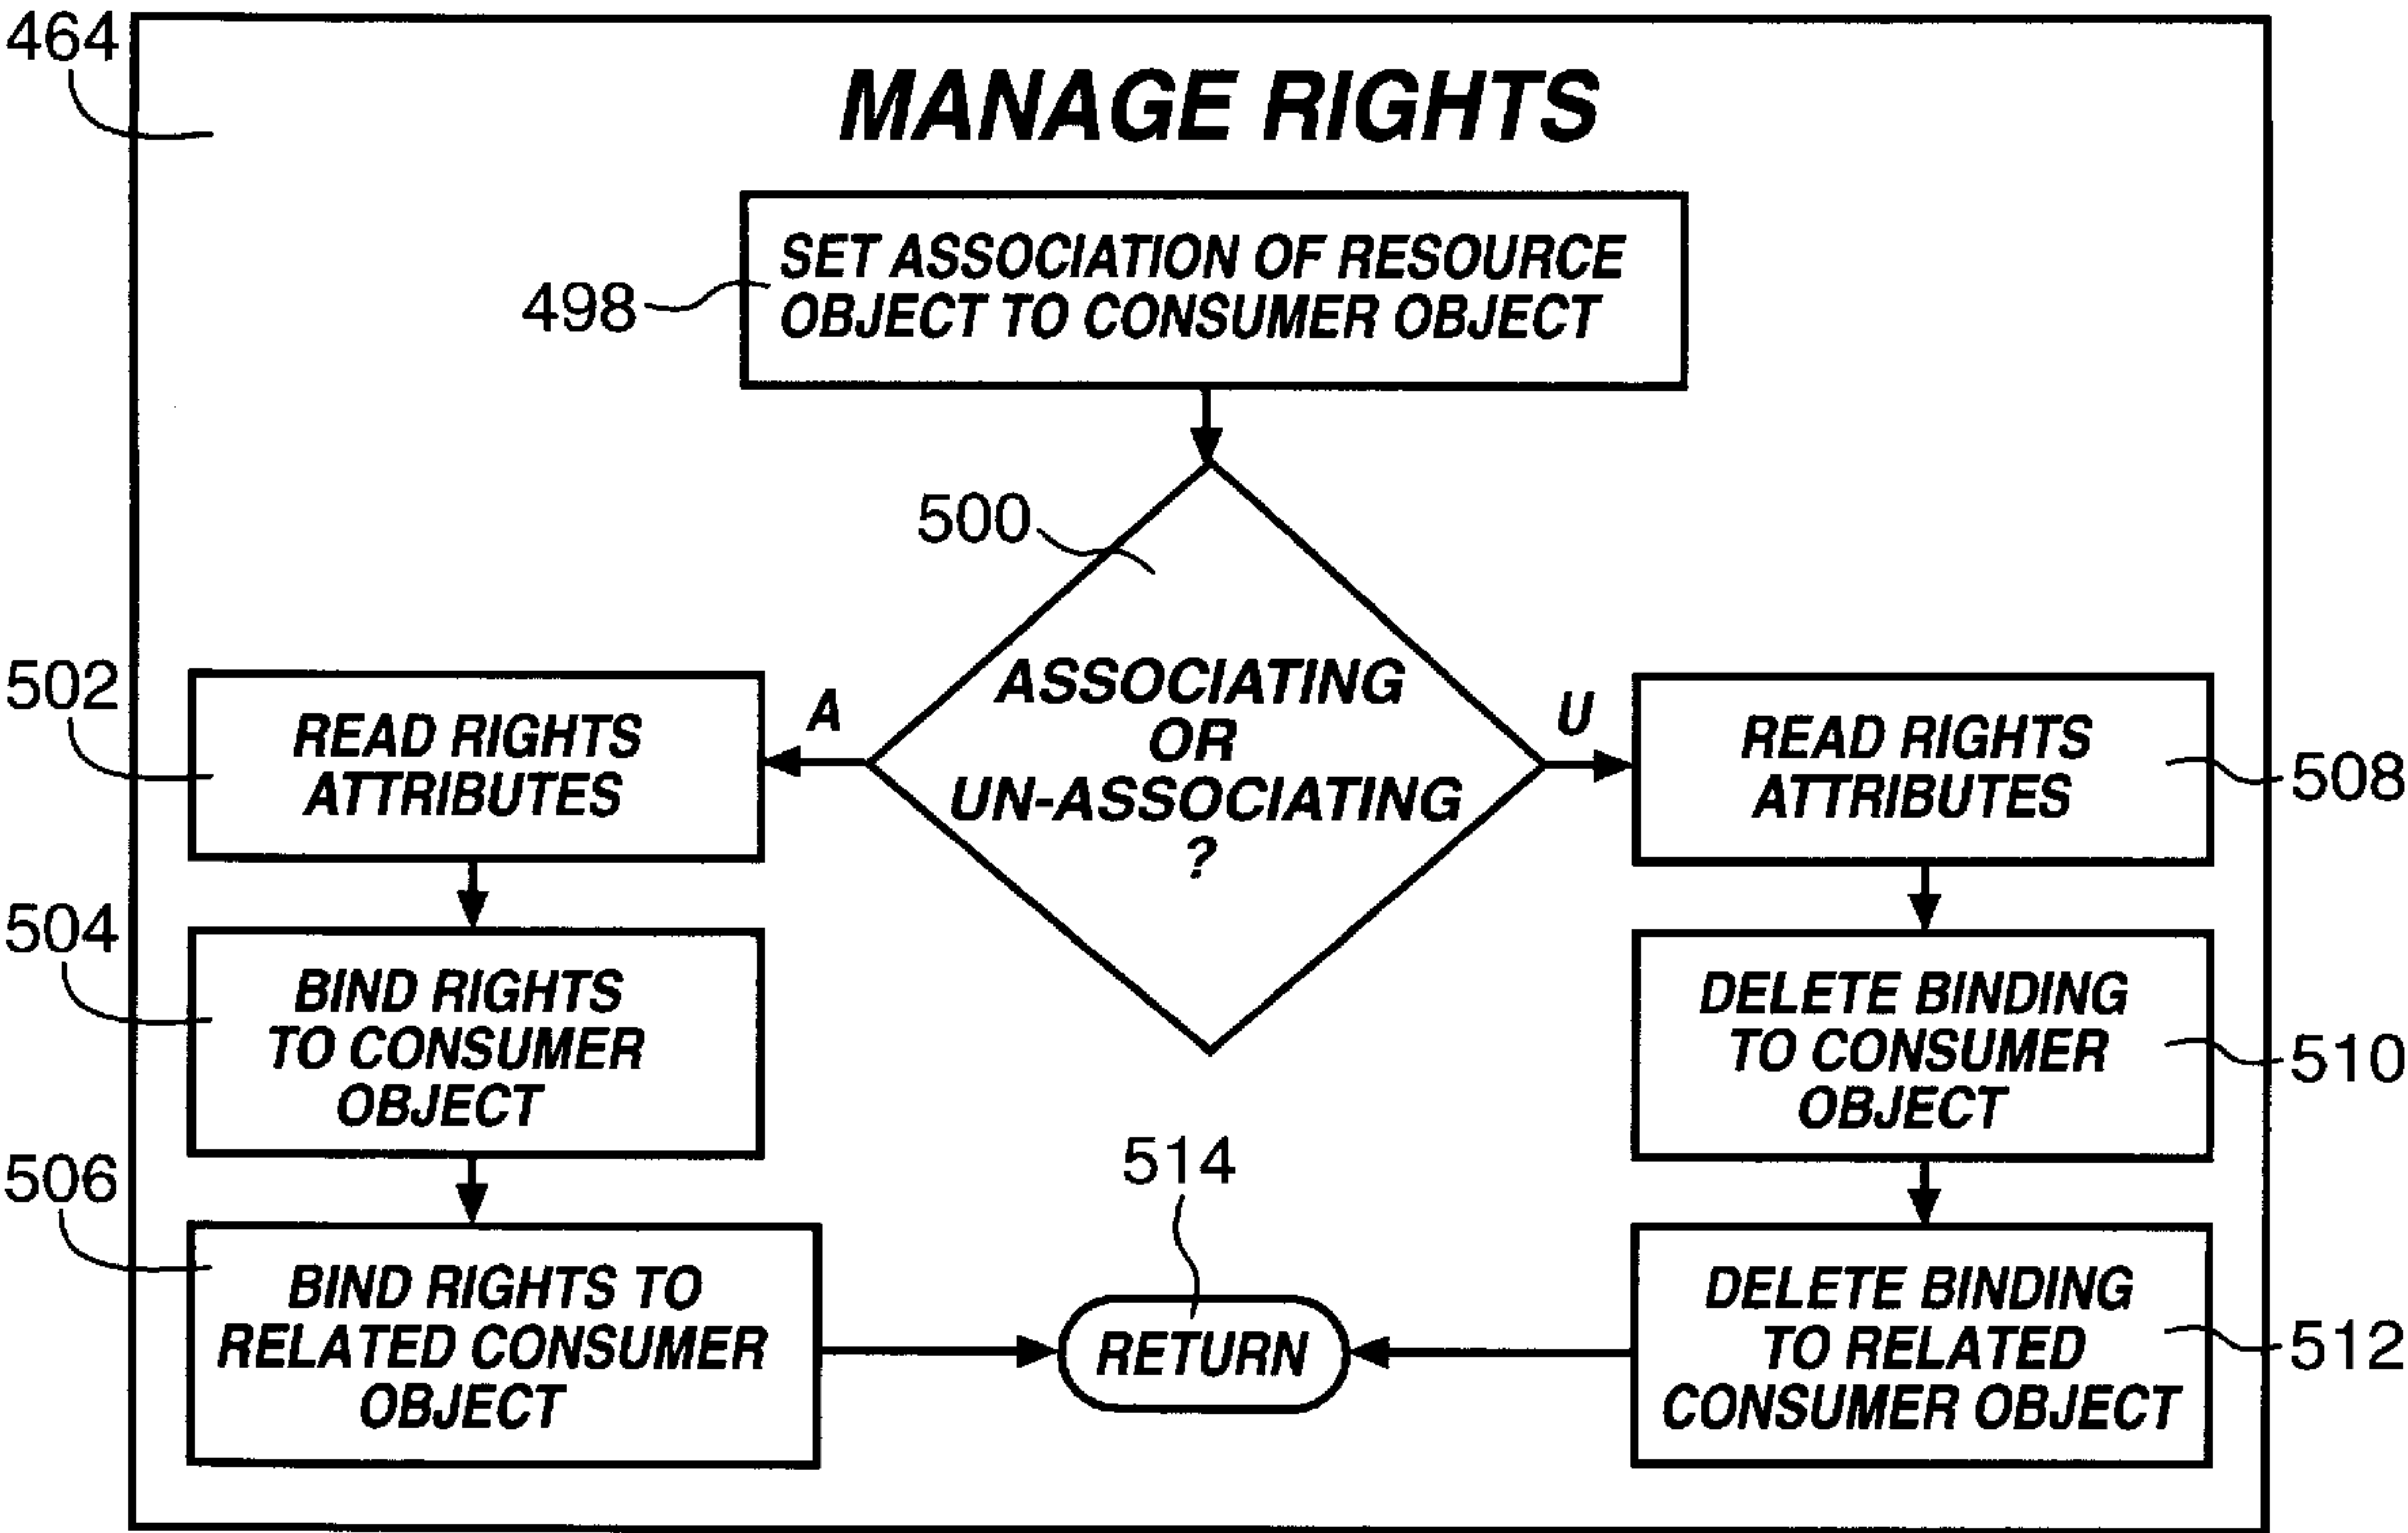 464
MANAGE RIGHTS
SET ASSOCIATION OF RESOURCE
OBJECT TO CONSUMER OBJECT
498
500
ASSOCIATING
OR
UN-ASSOCIATING
?
A
U
502
READ RIGHTS
ATTRIBUTES
504
BIND RIGHTS
TO CONSUMER
OBJECT
506
BIND RIGHTS TO
RELATED CONSUMER
OBJECT
READ RIGHTS
ATTRIBUTES
508
DELETE BINDING
TO CONSUMER
OBJECT
510
DELETE BINDING
TO RELATED
CONSUMER OBJECT
512
514
RETURN